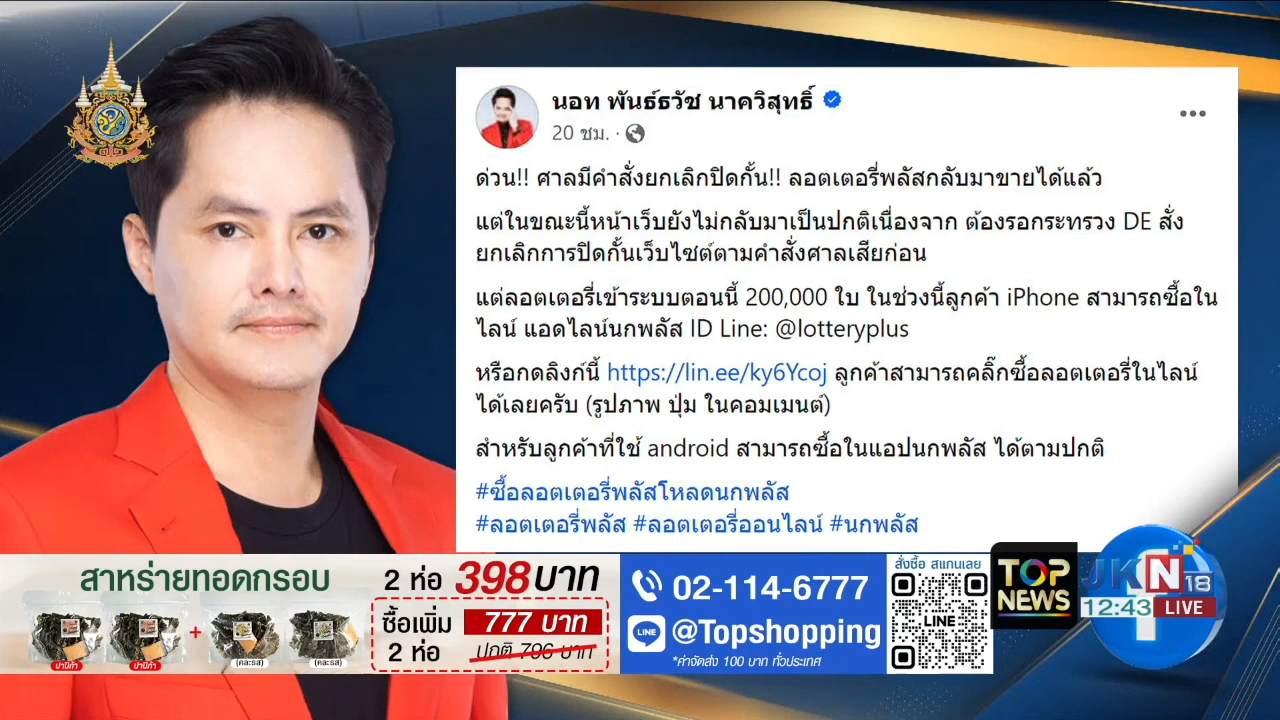 นอท พันธ์ธวัช นาควิสุทธิ์
20 ชม.
ด่วน!! ศาลมีคำสั่งยกเลิกปิดกั้น!! ลอตเตอรี่พลัสกลับมาขายได้แล้ว
แต่ในขณะนี้หน้าเว็บยังไม่กลับมาเป็นปกติเนื่องจาก ต้องรอกระทรวง DE สั่ง
ยกเลิกการปิดกั้นเว็บไซต์ตามคำสั่งศาลเสียก่อน
แต่ลอตเตอรี่เข้าระบบตอนนี้ 200,000 ใบ ในช่วงนี้ลูกค้า iPhone สามารถซื้อใน
ไลน์ แอดไลน์นกพลัส ID Line: @lotteryplus
หรือกดลิงก์นี้ https://lin.ee/ky6Ycoj ลูกค้าสามารถคลิ๊กซื้อลอตเตอรี่ในไลน์
ได้เลยครับ (รูปภาพ ปุ่ม ในคอมเมนต์)
สำหรับลูกค้าที่ใช้ android สามารถซื้อในแอปนกพลัส ได้ตามปกติ
#ซื้อลอตเตอรี่พลัสโหลดนกพลัส
#ลอตเตอรี่พลัส #ลอตเตอรี่ออนไลน์ #นกพลัส
สาหร่ายทอดกรอบ
ปาปิก้า
ปาปิก้า
+
(คละรส)
(คละรส)
2 ห่อ 398 บาท
ซื้อเพิ่ม 777 บาท
2 ห่อ ปกติ 796 บาท
02-114-6777
LINE @Topshopping
*ค่าจัดส่ง 100 บาท ทั่วประเทศ
สั่งซื้อ สแกนเลย
LINE
TOP
NEWS
JKN 18
12:43 LIVE